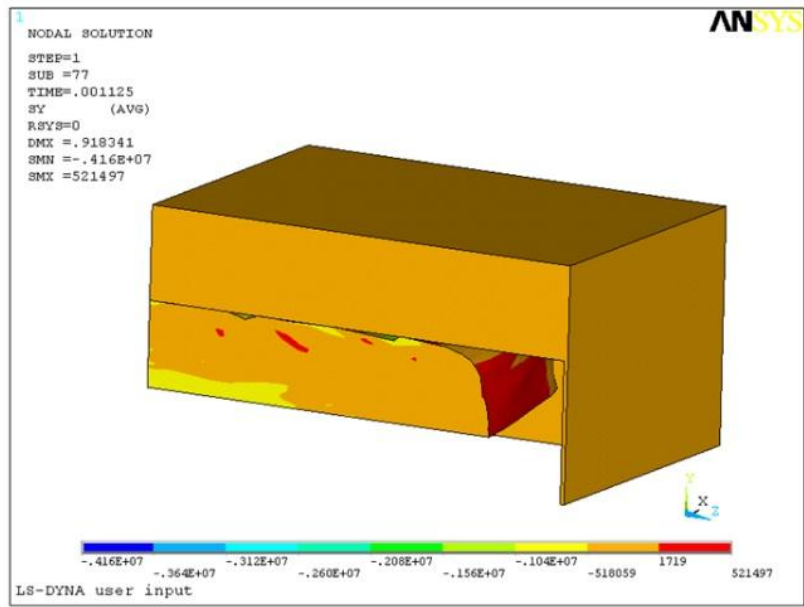 1
ANSYS
NODAL SOLUTION
STEP=1
SUB =77
TIME=.001125
SY (AVG)
RSYS=0
DMX =.918341
SMN =-.416E+07
SMX =521497
Y
X
Z
-.416E+07 -.312E+07 -.208E+07 -.104E+07 1719
-.364E+07 -.260E+07 -.156E+07 -518059 521497
LS-DYNA user input